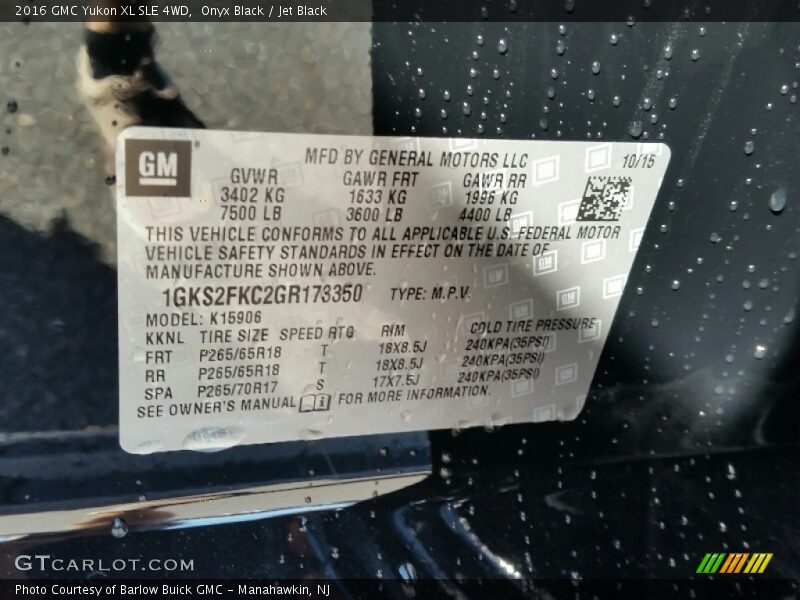 2016 GMC Yukon XL SLE 4WD, Onyx Black / Jet Black
GM
MFD BY GENERAL MOTORS LLC
10/15
GVWR GAWR FRT GAWR RR
3402 KG 1633 KG 1996 KG
7500 LB 3600 LB 4400 LB
THIS VEHICLE CONFORMS TO ALL APPLICABLE U.S. FEDERAL MOTOR
VEHICLE SAFETY STANDARDS IN EFFECT ON THE DATE OF
MANUFACTURE SHOWN ABOVE.
1GKS2FKC2GR173350 TYPE: M.P.V.
MODEL: K15906
KKNL TIRE SIZE SPEED RTG RIM COLD TIRE PRESSURE
FRT P265/65R18 T 18X8.5J 240KPA(35PSI)
RR P265/65R18 T 18X8.5J 240KPA(35PSI)
SPA P265/70R17 S 17X7.5J 240KPA(35PSI)
SEE OWNER'S MANUAL FOR MORE INFORMATION.
GTCARLOT.COM
Photo Courtesy of Barlow Buick GMC - Manahawkin, NJ